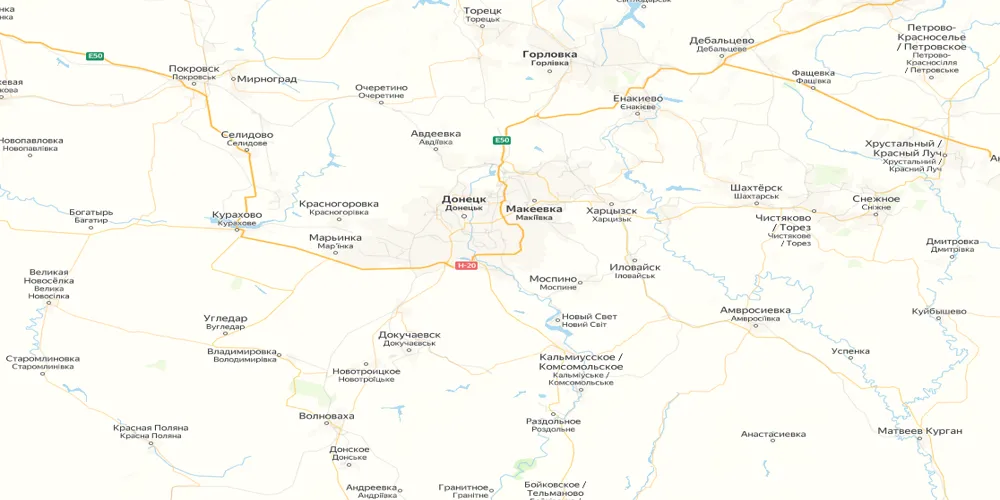 Торецк
Торецьк
Горловка
Горлівка
Дебальцево
Дебальцеве
Петрово-
Красноселье
/ Петровское
Петрово-
Красносілля
/ Петровське
E50
Покровск
Покровськ
Мирноград
Очеретино
Очеретине
Енакиево
Єнакієве
Фащевка
Фащівка
Новопавловка
Новопавлівка
Селидово
Селидове
Авдеевка
Авдіївка
E50
Хрустальный /
Красный Луч
Хрустальний /
Красний Луч
Богатырь
Багатир
Курахово
Курахове
Красногоровка
Красногорівка
Донецк
Донецьк
Макеевка
Макіївка
Харцызск
Харцизьк
Шахтёрск
Шахтарськ
Чистяково
/ Торез
Чистякове
/ Торез
Снежное
Сніжне
Марьинка
Мар'їнка
H-20
Дмитровка
Дмитрівка
Великая
Новосёлка
Велика
Новосілка
Моспино
Моспине
Иловайск
Іловайськ
Угледар
Вугледар
Новый Свет
Новий Світ
Амвросиевка
Амвросіївка
Куйбышево
Докучаевск
Докучаєвськ
Старомлиновка
Старомлинівка
Владимировка
Володимирівка
Новотроицкое
Новотроїцьке
Кальмиусское /
Комсомольское
Кальміуське /
Комсомольське
Успенка
Красная Поляна
Красна Поляна
Волноваха
Раздольное
Роздольне
Анастасиевка
Матвеев Курган
Донское
Донське
Андреевка
Андріївка
Гранитное
Гранітне
Бойковское /
Тельманово